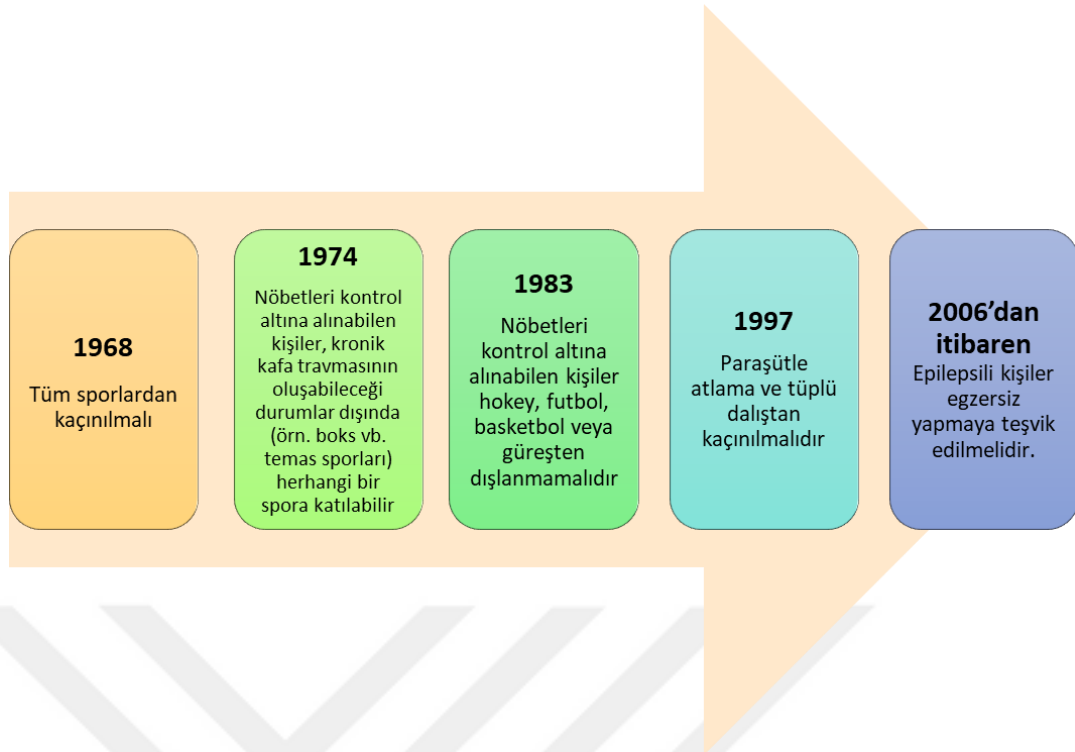 1968
Tüm sporlardan
kaçınılmalı
1974
Nöbetleri kontrol
altına alınabilen
kişiler, kronik
kafa travmasının
oluşabileceği
durumlar dışında
(örn. boks vb.
temas sporları)
herhangi bir
spora katılabilir
1983
Nöbetleri
kontrol altına
alınabilen kişiler
hokey, futbol,
basketbol veya
güreşten
dışlanmamalıdır
1997
Paraşütle
atlama ve tüplü
dalıştan
kaçınılmalıdır
2006’dan
itibaren
Epilepsili kişiler
egzersiz
yapmaya teşvik
edilmelidir.